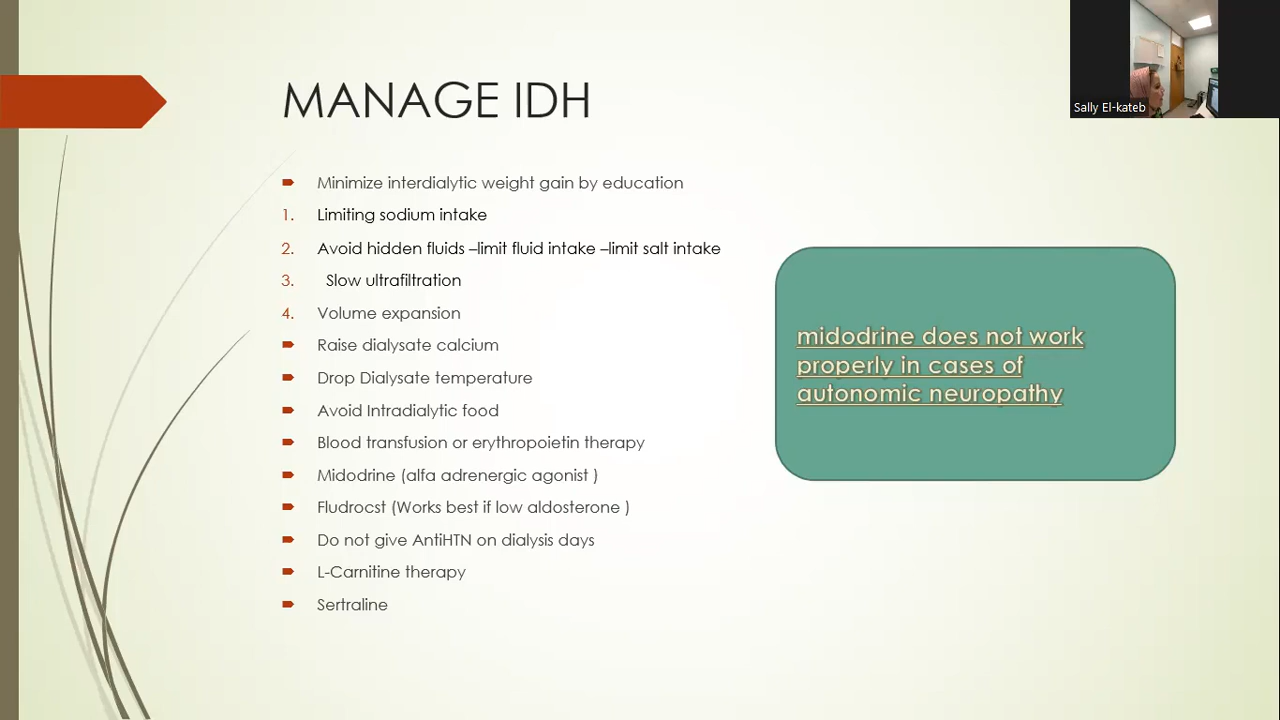 MANAGE IDH
Sally El-kateb
Minimize interdialytic weight gain by education
1. Limiting sodium intake
2. Avoid hidden fluids –limit fluid intake –limit salt intake
3. Slow ultrafiltration
4. Volume expansion
Raise dialysate calcium
Drop Dialysate temperature
Avoid Intradialytic food
Blood transfusion or erythropoietin therapy
Midodrine (alfa adrenergic agonist )
Fludrocst (Works best if low aldosterone )
Do not give AntiHTN on dialysis days
L-Carnitine therapy
Sertraline
midodrine does not work
properly in cases of
autonomic neuropathy